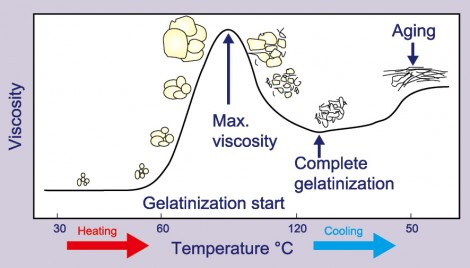 Aging
Viscosity
Max.
viscosity
Complete
gelatinization
Gelatinization start
30
60
120
50
Heating
Temperature °C
Cooling